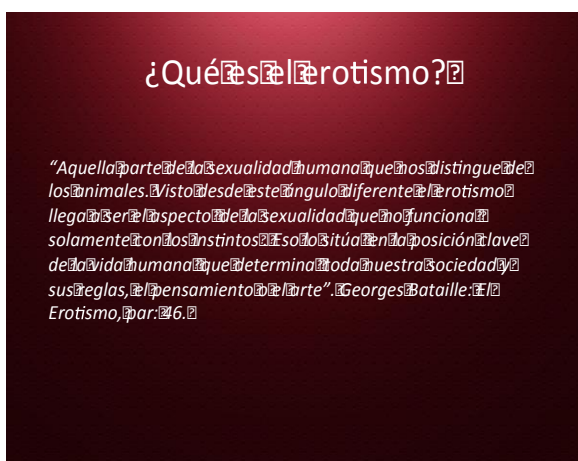 ¿Qué es el erotismo?
“Aquella parte de la sexualidad humana que nos distingue de
los animales. Visto desde este ángulo diferente el erotismo
llega a ser el aspecto de la sexualidad que no funciona
solamente con los instintos. Eso lo sitúa en la posición clave
de la vida humana que determina toda nuestra sociedad y
sus reglas, el pensamiento o el arte”. Georges Bataille: El
Erotismo, par: 46.